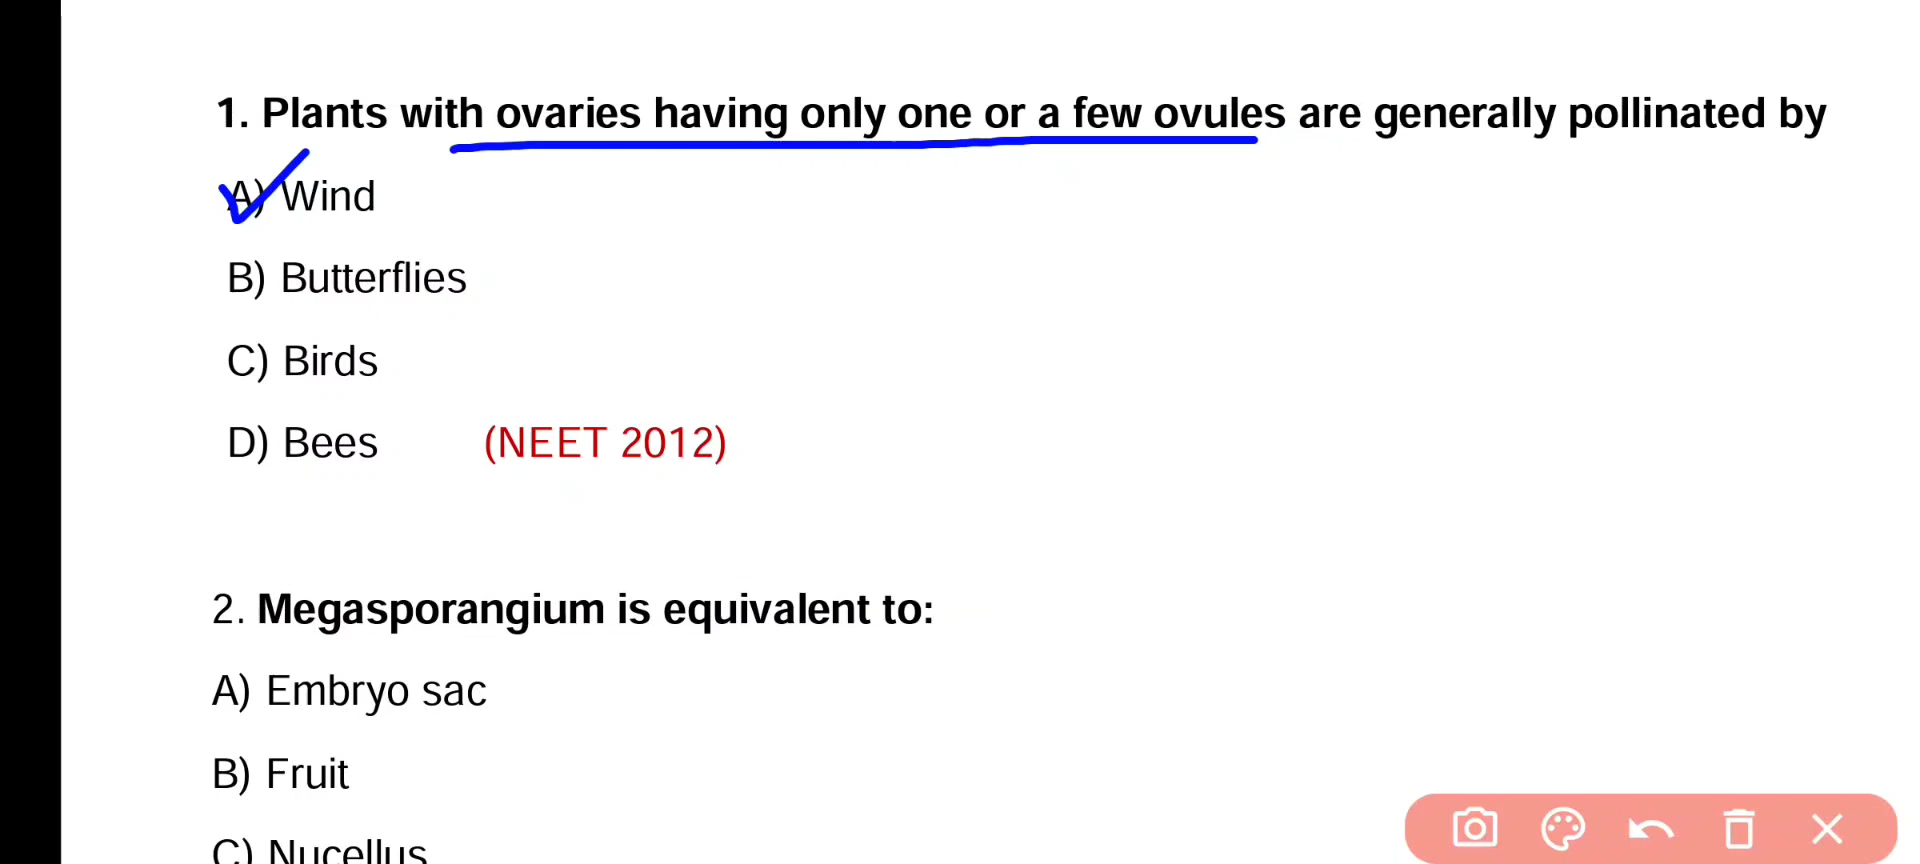 1. Plants with ovaries having only one or a few ovules are generally pollinated by
A) Wind
B) Butterflies
C) Birds
D) Bees (NEET 2012)
2. Megasporangium is equivalent to:
A) Embryo sac
B) Fruit
C) Nucellus